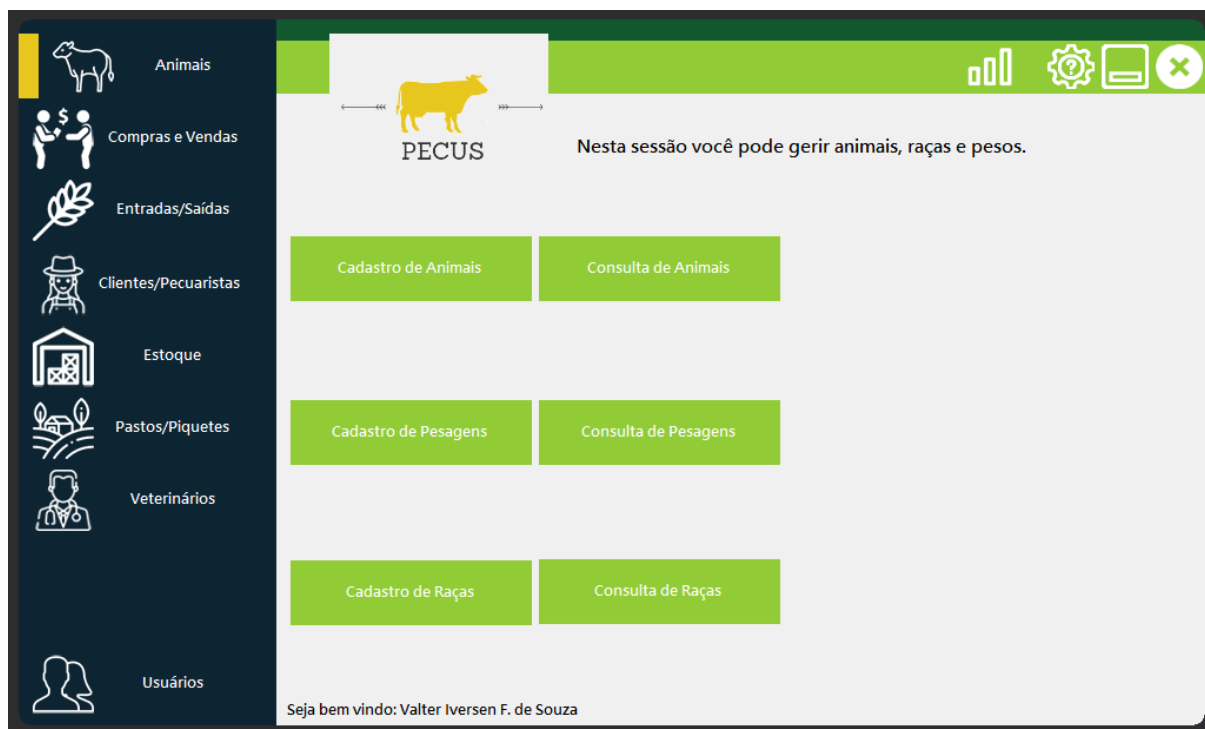 Animais
Compras e Vendas
Entradas/Saídas
Clientes/Pecuaristas
Estoque
Pastos/Piquetes
Veterinários
Usuários
PECUS
Nesta sessão você pode gerir animais, raças e pesos.
Cadastro de Animais
Consulta de Animais
Cadastro de Pesagens
Consulta de Pesagens
Cadastro de Raças
Consulta de Raças
Seja bem vindo: Valter Iversen F. de Souza